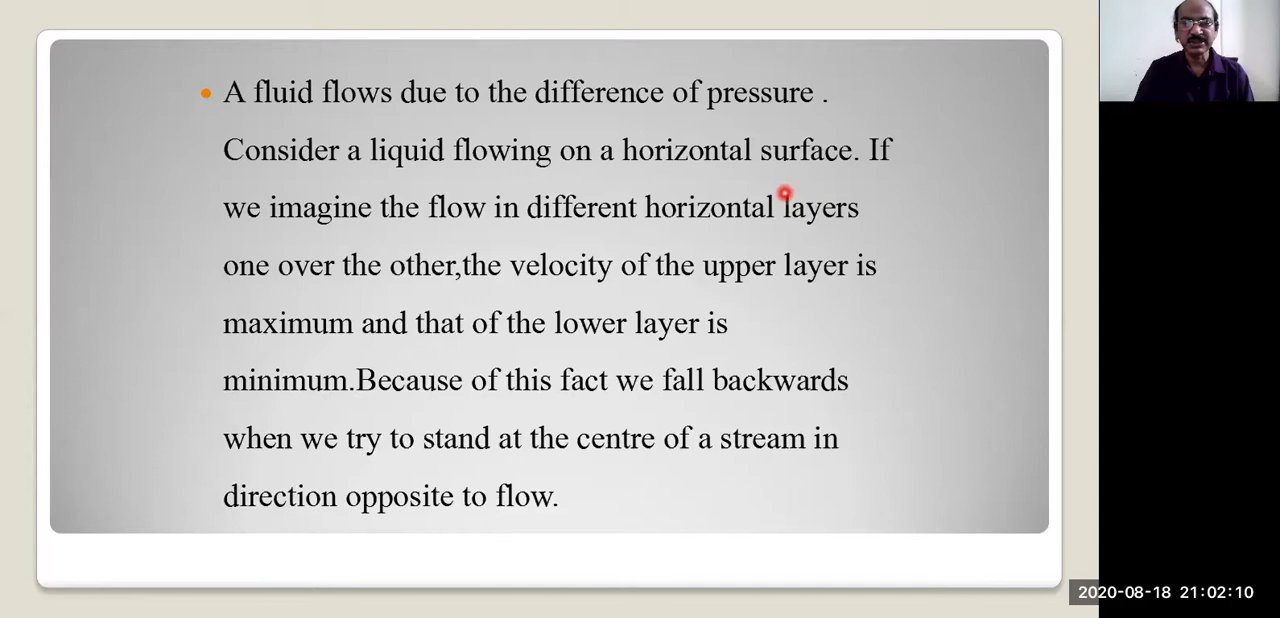 A fluid flows due to the difference of pressure .
Consider a liquid flowing on a horizontal surface. If
we imagine the flow in different horizontal layers
one over the other,the velocity of the upper layer is
maximum and that of the lower layer is
minimum.Because of this fact we fall backwards
when we try to stand at the centre of a stream in
direction opposite to flow.
2020-08-18 21:02:10